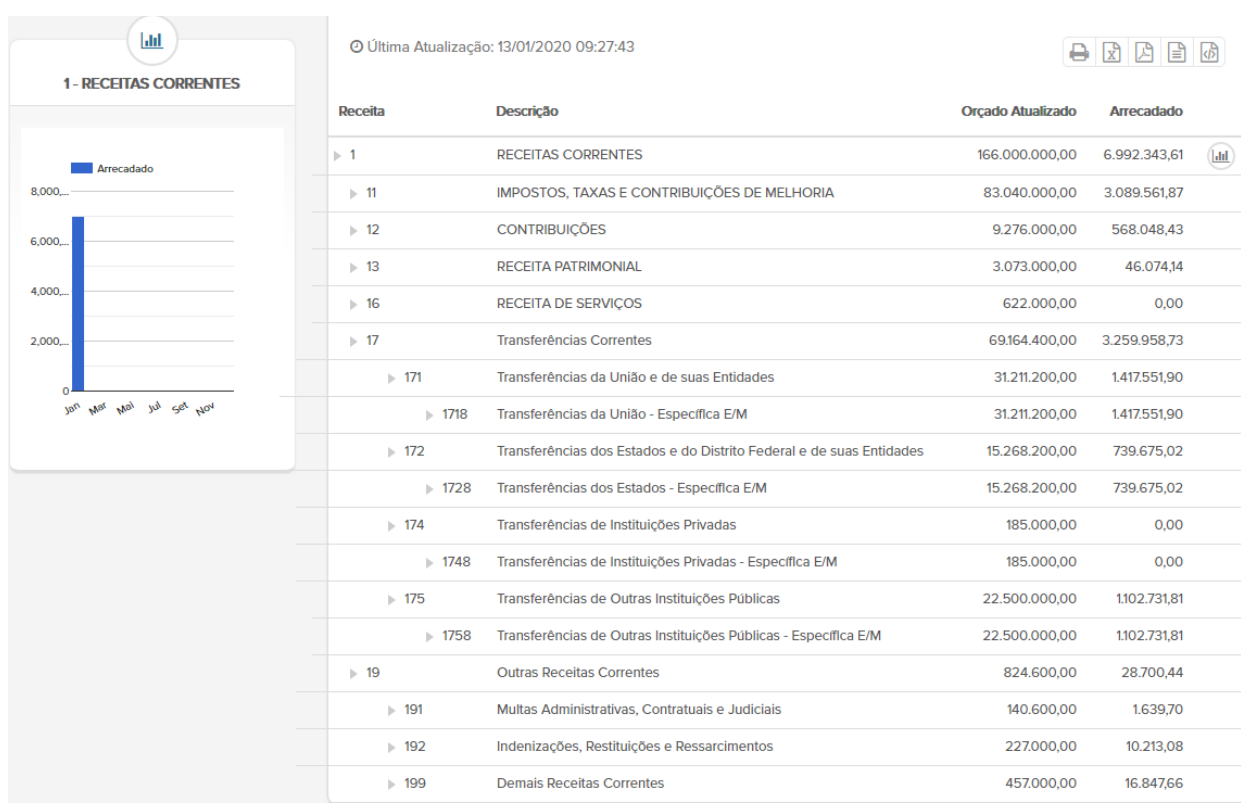 1 - RECEITAS CORRENTES
Arrecadado
8,000,...
6,000,...
4,000,...
2,000,...
0
Jan Mar Mai Jul Set Nov
Última Atualização: 13/01/2020 09:27:43
Receita Descrição Orçado Atualizado Arrecadado
1 RECEITAS CORRENTES 166.000.000,00 6.992.343,61
11 IMPOSTOS, TAXAS E CONTRIBUIÇÕES DE MELHORIA 83.040.000,00 3.089.561,87
12 CONTRIBUIÇÕES 9.276.000,00 568.048,43
13 RECEITA PATRIMONIAL 3.073.000,00 46.074,14
16 RECEITA DE SERVIÇOS 622.000,00 0,00
17 Transferências Correntes 69.164.400,00 3.259.958,73
171 Transferências da União e de suas Entidades 31.211.200,00 1.417.551,90
1718 Transferências da União - Específica E/M 31.211.200,00 1.417.551,90
172 Transferências dos Estados e do Distrito Federal e de suas Entidades 15.268.200,00 739.675,02
1728 Transferências dos Estados - Específica E/M 15.268.200,00 739.675,02
174 Transferências de Instituições Privadas 185.000,00 0,00
1748 Transferências de Instituições Privadas - Específica E/M 185.000,00 0,00
175 Transferências de Outras Instituições Públicas 22.500.000,00 1.102.731,81
1758 Transferências de Outras Instituições Públicas - Específica E/M 22.500.000,00 1.102.731,81
19 Outras Receitas Correntes 824.600,00 28.700,44
191 Multas Administrativas, Contratuais e Judiciais 140.600,00 1.639,70
192 Indenizações, Restituições e Ressarcimentos 227.000,00 10.213,08
199 Demais Receitas Correntes 457.000,00 16.847,66